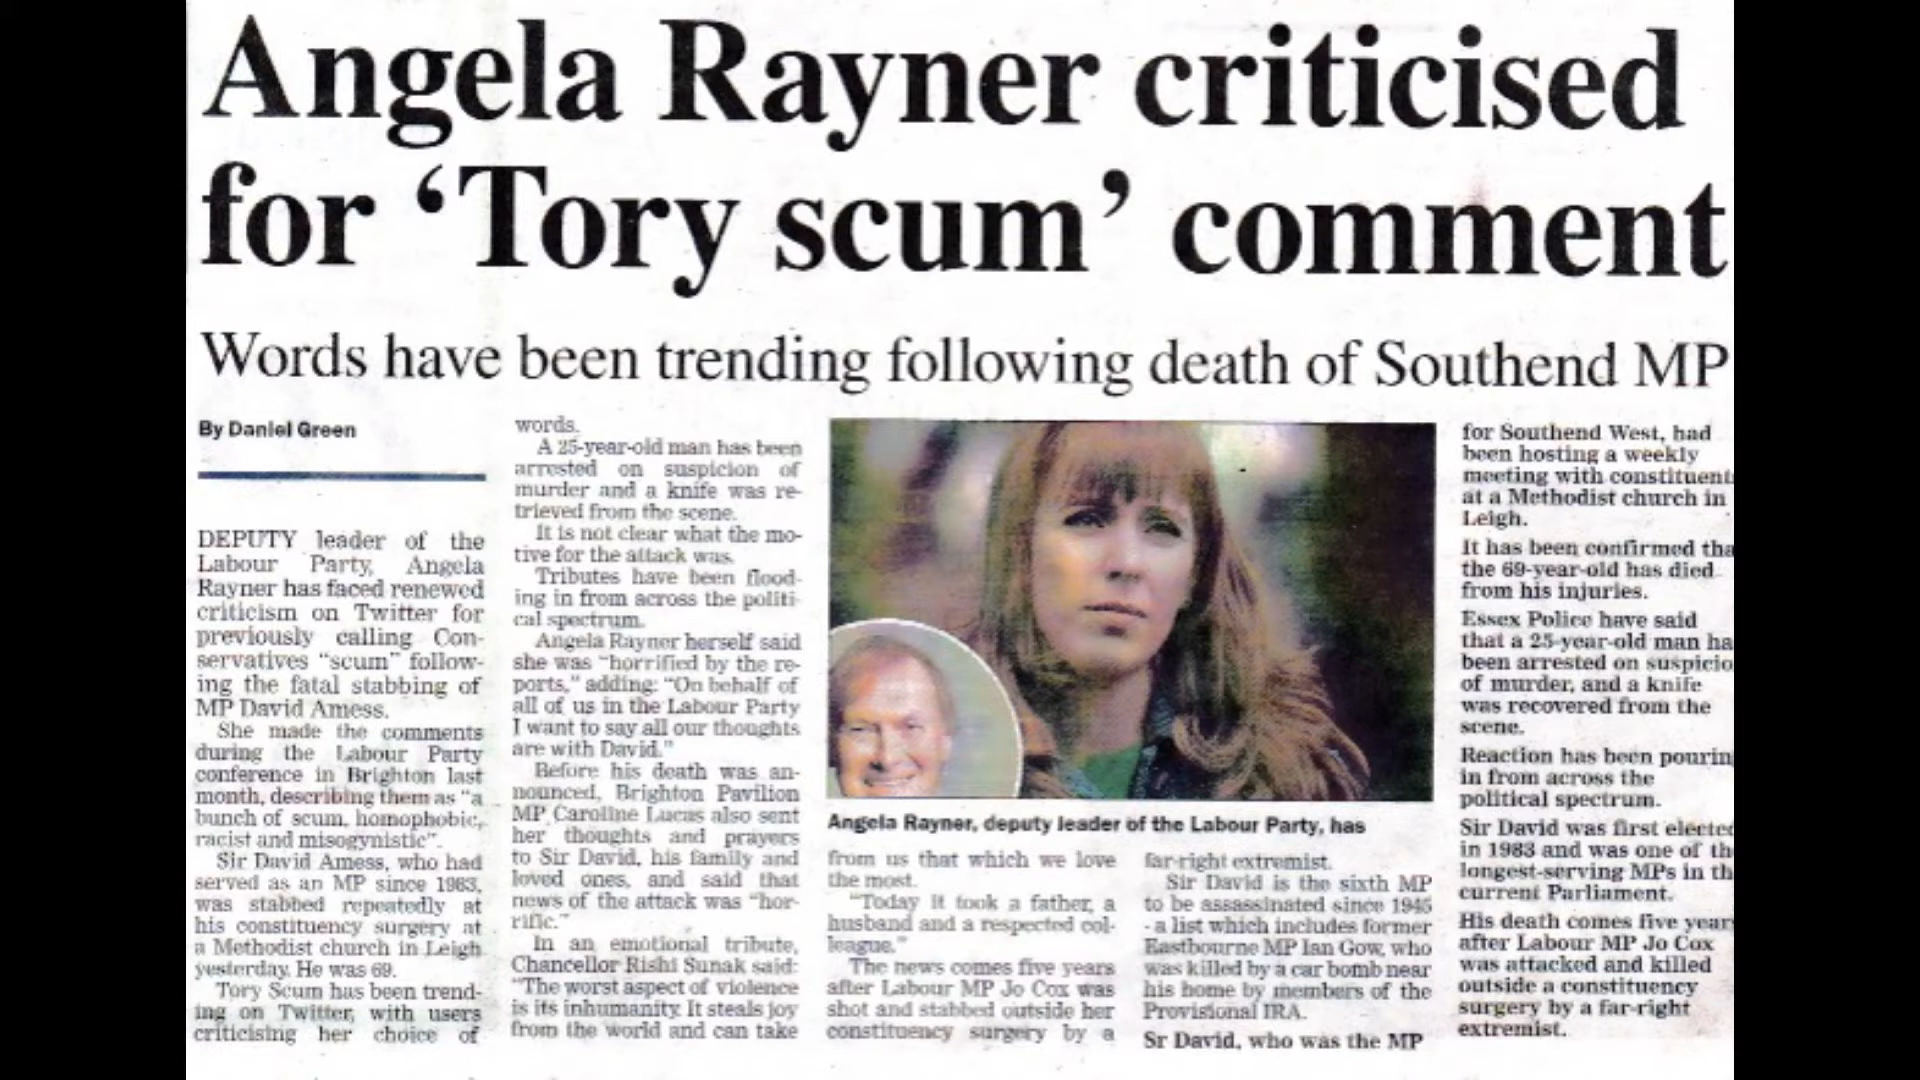 Angela Rayner criticised
for ‘Tory scum’ comment
Words have been trending following death of Southend MP
By Daniel Green
DEPUTY leader of the
Labour Party, Angela
Rayner has faced renewed
criticism on Twitter for
previously calling Con-
servatives “scum” follow-
ing the fatal stabbing of
MP David Amess.
She made the comments
during the Labour Party
conference in Brighton last
month, describing them as “a
bunch of scum, homophobic,
racist and misogynistic”.
Sir David Amess, who had
served as an MP since 1983,
was stabbed repeatedly at
his constituency surgery at
a Methodist church in Leigh
yesterday. He was 69.
Tory Scum has been trend-
ing on Twitter, with users
criticising her choice of
words.
A 25-year-old man has been
arrested on suspicion of
murder and a knife was re-
trieved from the scene.
It is not clear what the mo-
tive for the attack was.
Tributes have been flood-
ing in from across the politi-
cal spectrum.
Angela Rayner herself said
she was “horrified by the re-
ports,” adding: “On behalf of
all of us in the Labour Party
I want to say all our thoughts
are with David.”
Before his death was an-
nounced, Brighton Pavilion
MP Caroline Lucas also sent
her thoughts and prayers
to Sir David, his family and
loved ones, and said that
news of the attack was “hor-
rific.”
In an emotional tribute,
Chancellor Rishi Sunak said:
“The worst aspect of violence
is its inhumanity. It steals joy
from the world and can take
Angela Rayner, deputy leader of the Labour Party, has
from us that which we love
the most.
“Today it took a father, a
husband and a respected col-
league.”
The news comes five years
after Labour MP Jo Cox was
shot and stabbed outside her
constituency surgery by a
far-right extremist.
Sir David is the sixth MP
to be assassinated since 1945
- a list which includes former
Eastbourne MP Ian Gow, who
was killed by a car bomb near
his home by members of the
Provisional IRA.
Sr David, who was the MP
for Southend West, had
been hosting a weekly
meeting with constituents
at a Methodist church in
Leigh.
It has been confirmed tha
the 69-year-old has died
from his injuries.
Essex Police have said
that a 25-year-old man ha
been arrested on suspicio
of murder, and a knife
was recovered from the
scene.
Reaction has been pourin
in from across the
political spectrum.
Sir David was first elected
in 1983 and was one of th
longest-serving MPs in th
current Parliament.
His death comes five year
after Labour MP Jo Cox
was attacked and killed
outside a constituency
surgery by a far-right
extremist.